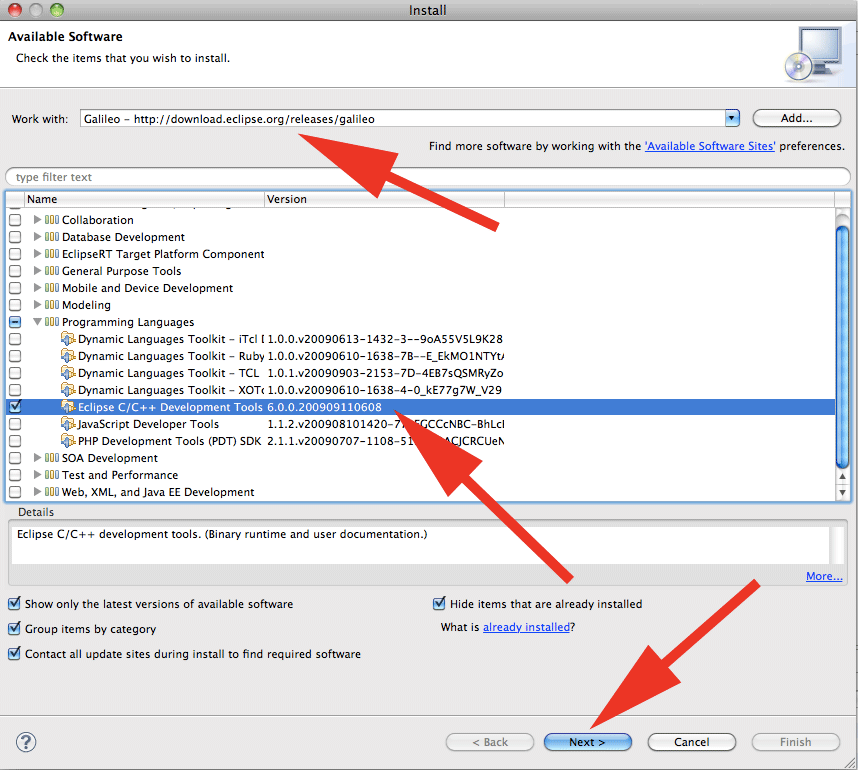 Install
Available Software
Check the items that you wish to install.
Work with: Galileo – http://download.eclipse.org/releases/galileo Add...
Find more software by working with the 'Available Software Sites' preferences.
type filter text
Name Version
Collaboration
Database Development
EclipseRT Target Platform Component
General Purpose Tools
Mobile and Device Development
Modeling
Programming Languages
Dynamic Languages Toolkit – iTcl 1.0.0.v20090613-1432-3--9oA55V5L9K28
Dynamic Languages Toolkit – Ruby 1.0.0.v20090610-1638-7B--E_EkMO1NTYt
Dynamic Languages Toolkit – TCL 1.0.1.v20090903-2153-7D-4EB7sQSMRyZo
Dynamic Languages Toolkit – XOTc 1.0.0.v20090610-1638-4-0_kE77g7W_V29
Eclipse C/C++ Development Tools 6.0.0.200909110608
JavaScript Developer Tools 1.1.2.v200808101420-7 GCCcNBC-BhLcl
PHP Development Tools (PDT) SDK 2.1.1.v20090707-1108-51 ACJCRCUeN
SOA Development
Test and Performance
Web, XML, and Java EE Development
Details
Eclipse C/C++ development tools. (Binary runtime and user documentation.)
More...
Show only the latest versions of available software Hide items that are already installed
Group items by category What is already installed?
Contact all update sites during install to find required software
? < Back Next > Cancel Finish